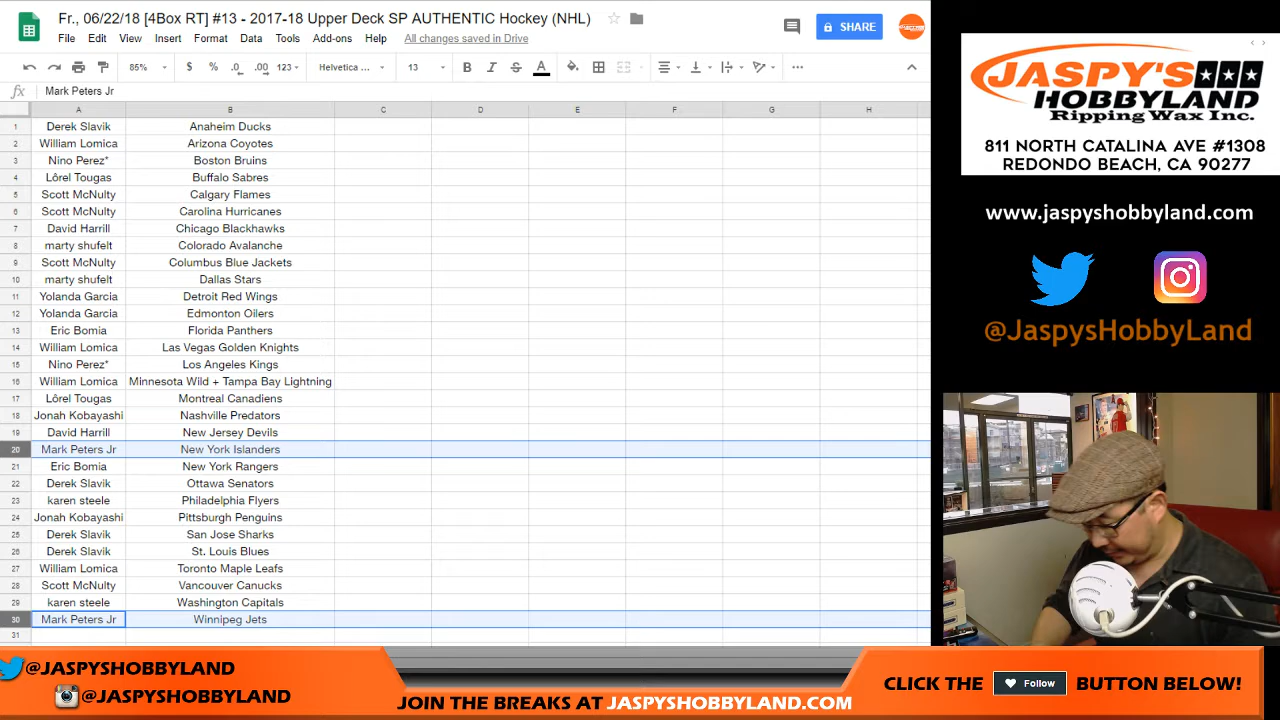 Fr., 06/22/18 [4Box RT] #13 - 2017-18 Upper Deck SP AUTHENTIC Hockey (NHL)
File Edit View Insert Format Data Tools Add-ons Help All changes saved in Drive
SHARE
85% $ % .0 .00 123 Helvetica ... 13 B I S A
fx Mark Peters Jr
A B C D E F G H
1 Derek Slavik Anaheim Ducks
2 William Lomica Arizona Coyotes
3 Nino Perez* Boston Bruins
4 Lôrel Tougas Buffalo Sabres
5 Scott McNulty Calgary Flames
6 Scott McNulty Carolina Hurricanes
7 David Harrill Chicago Blackhawks
8 marty shufelt Colorado Avalanche
9 Scott McNulty Columbus Blue Jackets
10 marty shufelt Dallas Stars
11 Yolanda Garcia Detroit Red Wings
12 Yolanda Garcia Edmonton Oilers
13 Eric Bomia Florida Panthers
14 William Lomica Las Vegas Golden Knights
15 Nino Perez* Los Angeles Kings
16 William Lomica Minnesota Wild + Tampa Bay Lightning
17 Lôrel Tougas Montreal Canadiens
18 Jonah Kobayashi Nashville Predators
19 David Harrill New Jersey Devils
20 Mark Peters Jr New York Islanders
21 Eric Bomia New York Rangers
22 Derek Slavik Ottawa Senators
23 karen steele Philadelphia Flyers
24 Jonah Kobayashi Pittsburgh Penguins
25 Derek Slavik San Jose Sharks
26 Derek Slavik St. Louis Blues
27 William Lomica Toronto Maple Leafs
28 Scott McNulty Vancouver Canucks
29 karen steele Washington Capitals
30 Mark Peters Jr Winnipeg Jets
31
JASPY'S
HOBBYLAND
Ripping Wax Inc.
811 NORTH CATALINA AVE #1308
REDONDO BEACH, CA 90277
www.jaspyshobbyland.com
@JaspysHobbyLand
@JASPYSHOBBYLAND
@JASPYSHOBBYLAND
JOIN THE BREAKS AT JASPYSHOBBYLAND.COM
CLICK THE Follow BUTTON BELOW!